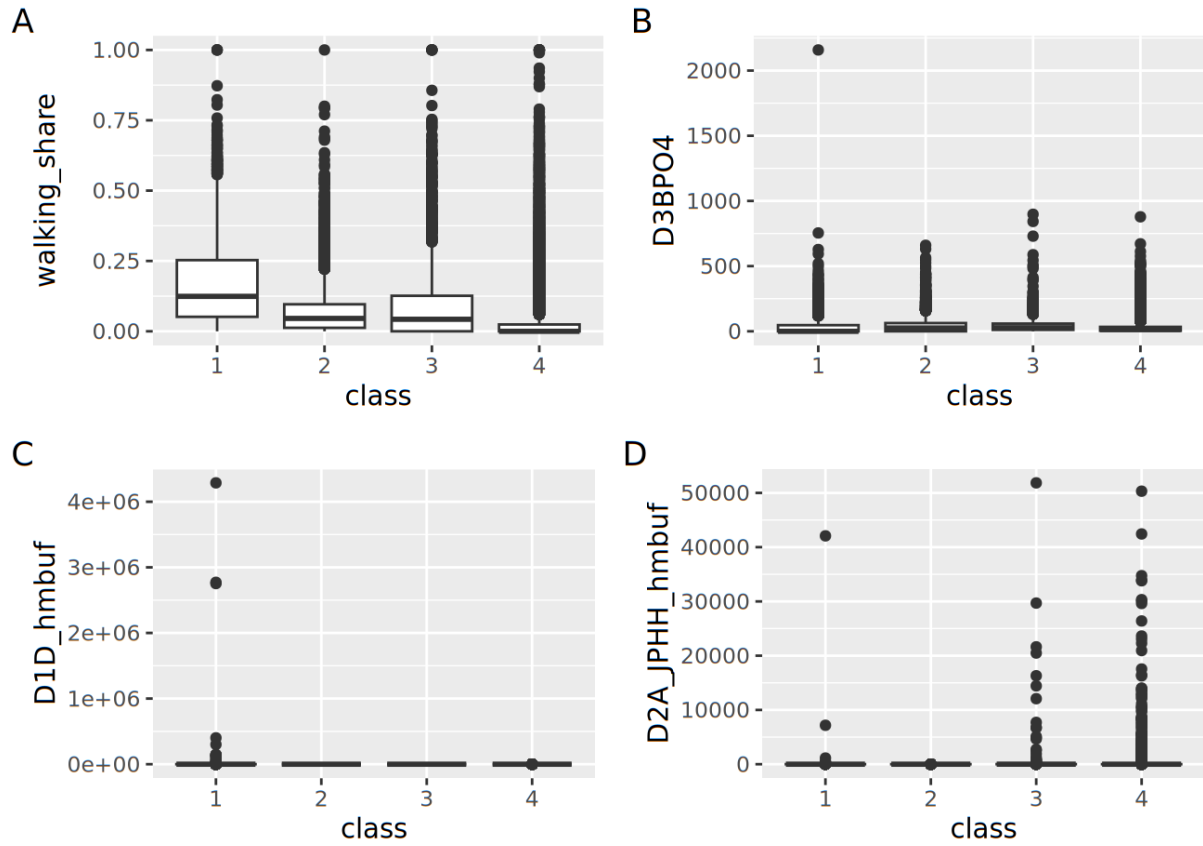 A
walking_share
1.00
0.75
0.50
0.25
0.00
1 2 3 4
class
B
D3BPO4
2000
1500
1000
500
0
1 2 3 4
class
C
D1D_hmbuf
4e+06
3e+06
2e+06
1e+06
0e+00
1 2 3 4
class
D
D2A_JPHH_hmbuf
50000
40000
30000
20000
10000
0
1 2 3 4
class